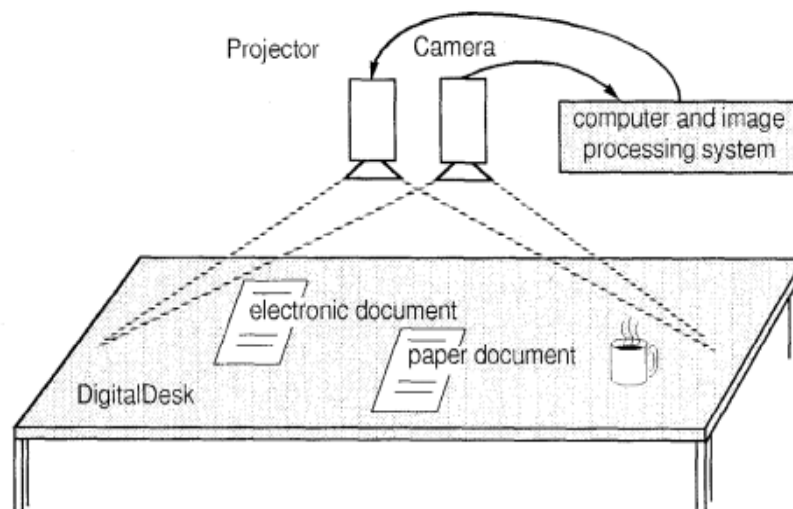 Projector
Camera
computer and image
processing system
electronic document
paper document
DigitalDesk